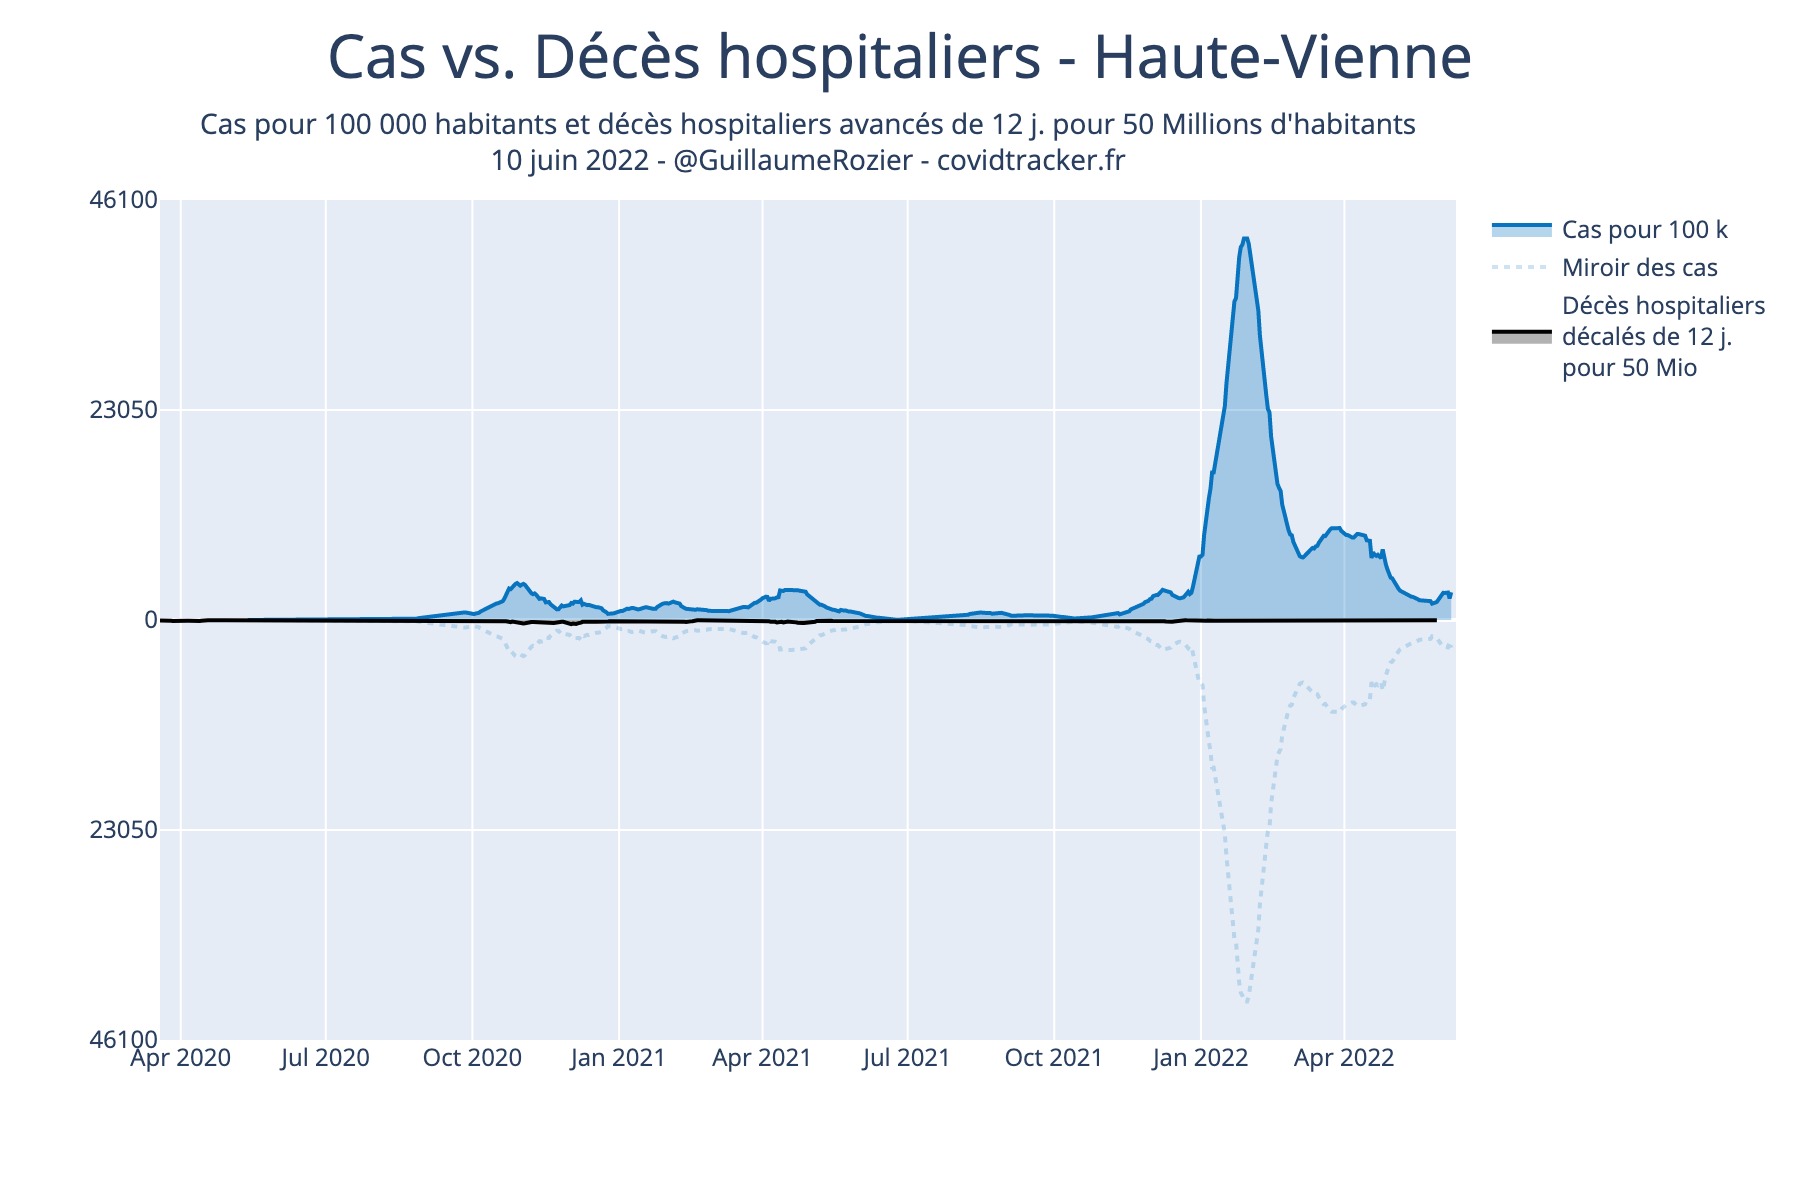 Cas vs. Décès hospitaliers - Haute-Vienne
Cas pour 100 000 habitants et décès hospitaliers avancés de 12 j. pour 50 Millions d'habitants
10 juin 2022 - @GuillaumeRozier - covidtracker.fr
46100
23050
0
23050
46100
Apr 2020
Jul 2020
Oct 2020
Jan 2021
Apr 2021
Jul 2021
Oct 2021
Jan 2022
Apr 2022
Cas pour 100 k
Miroir des cas
Décès hospitaliers
décalés de 12 j.
pour 50 Mio